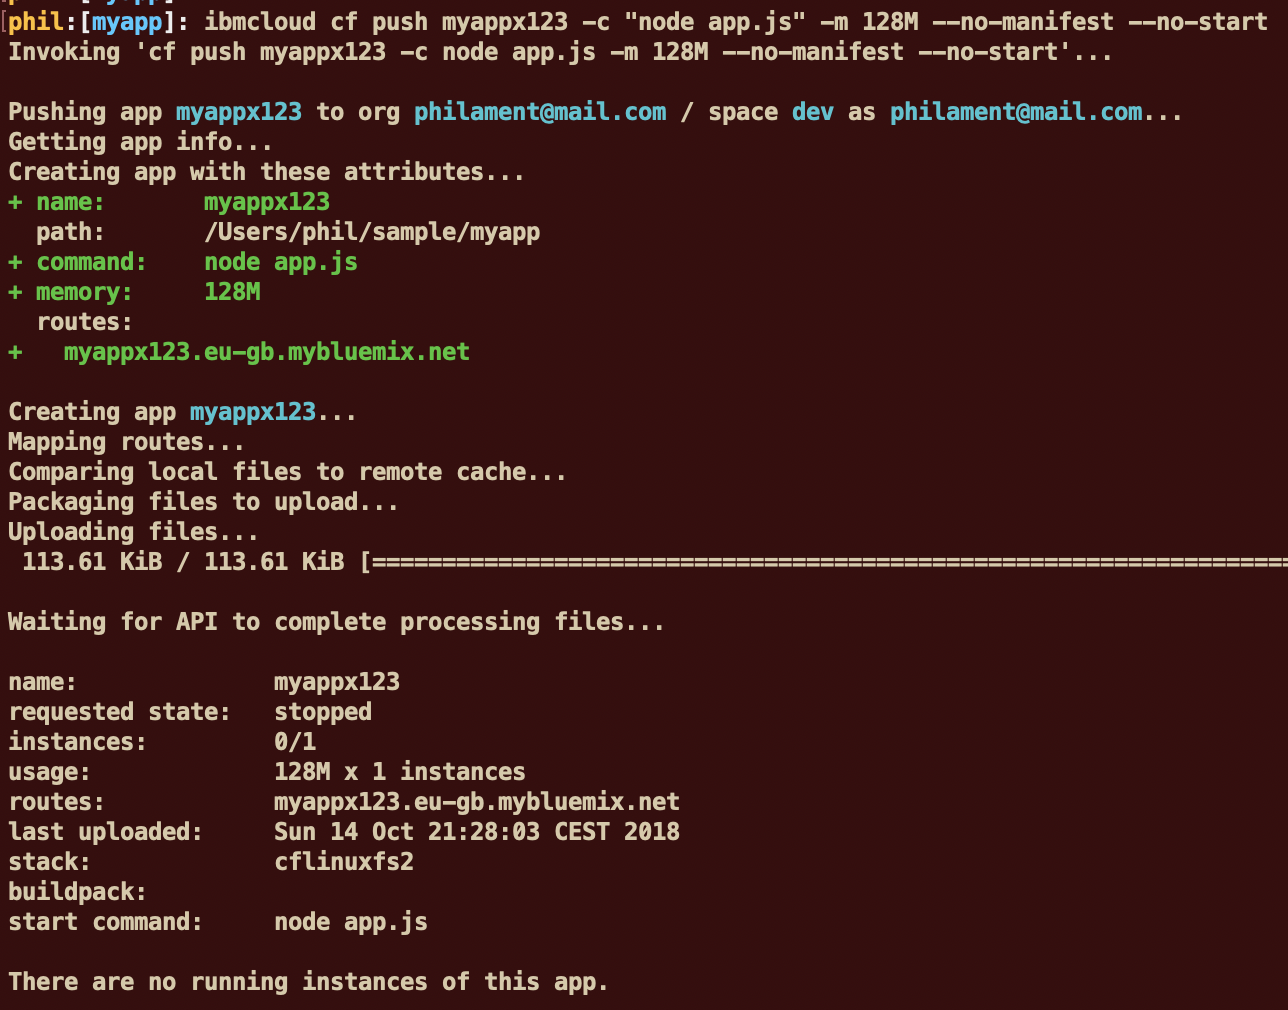 phil:[myapp]: ibmcloud cf push myappx123 -c "node app.js" -m 128M --no-manifest --no-start
Invoking 'cf push myappx123 -c node app.js -m 128M --no-manifest --no-start'...
Pushing app myappx123 to org philament@mail.com / space dev as philament@mail.com...
Getting app info...
Creating app with these attributes...
+ name: myappx123
path: /Users/phil/sample/myapp
+ command: node app.js
+ memory: 128M
routes:
+ myappx123.eu-gb.mybluemix.net
Creating app myappx123...
Mapping routes...
Comparing local files to remote cache...
Packaging files to upload...
Uploading files...
113.61 KiB / 113.61 KiB [==================================================================
Waiting for API to complete processing files...
name: myappx123
requested state: stopped
instances: 0/1
usage: 128M x 1 instances
routes: myappx123.eu-gb.mybluemix.net
last uploaded: Sun 14 Oct 21:28:03 CEST 2018
stack: cflinuxfs2
buildpack:
start command: node app.js
There are no running instances of this app.